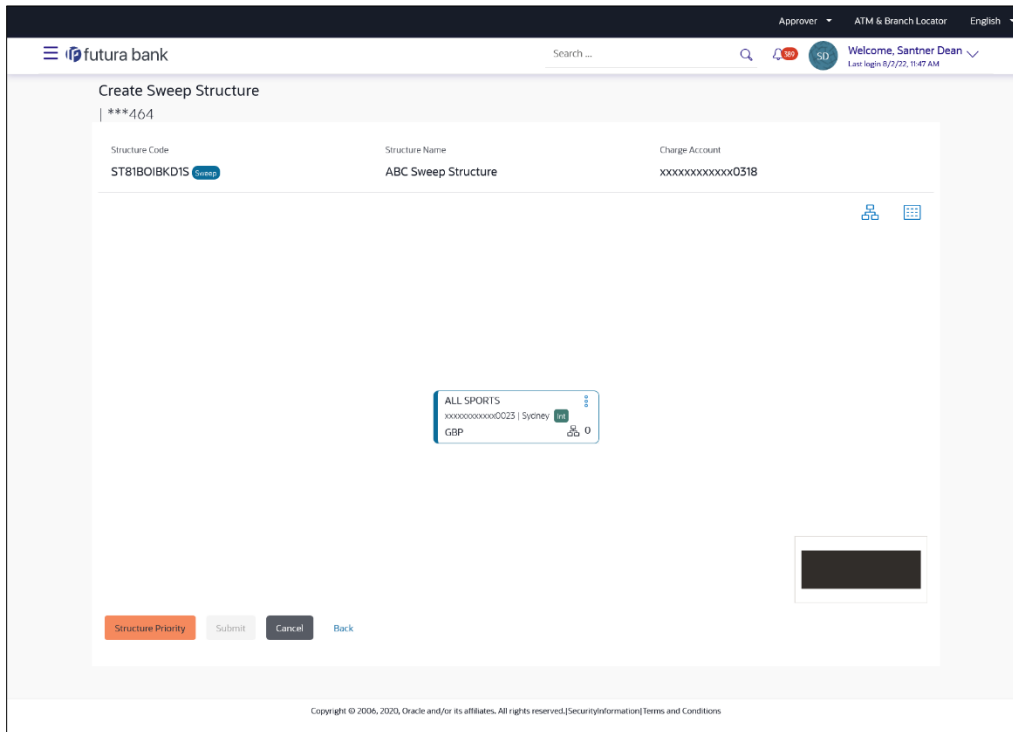 Approver ATM & Branch Locator English
futura bank Search ... 389 SD Welcome, Santner Dean
Last login 8/2/22, 11:47 AM
Create Sweep Structure
| ***464
Structure Code Structure Name Charge Account
ST81BOIBKD1S Sweep ABC Sweep Structure xxxxxxxxxxxx0318
ALL SPORTS
xxxxxxxxxxxx0023 | Sydney Int
GBP 0
Structure Priority Submit Cancel Back
Copyright © 2006, 2020, Oracle and/or its affiliates. All rights reserved.|SecurityInformation|Terms and Conditions